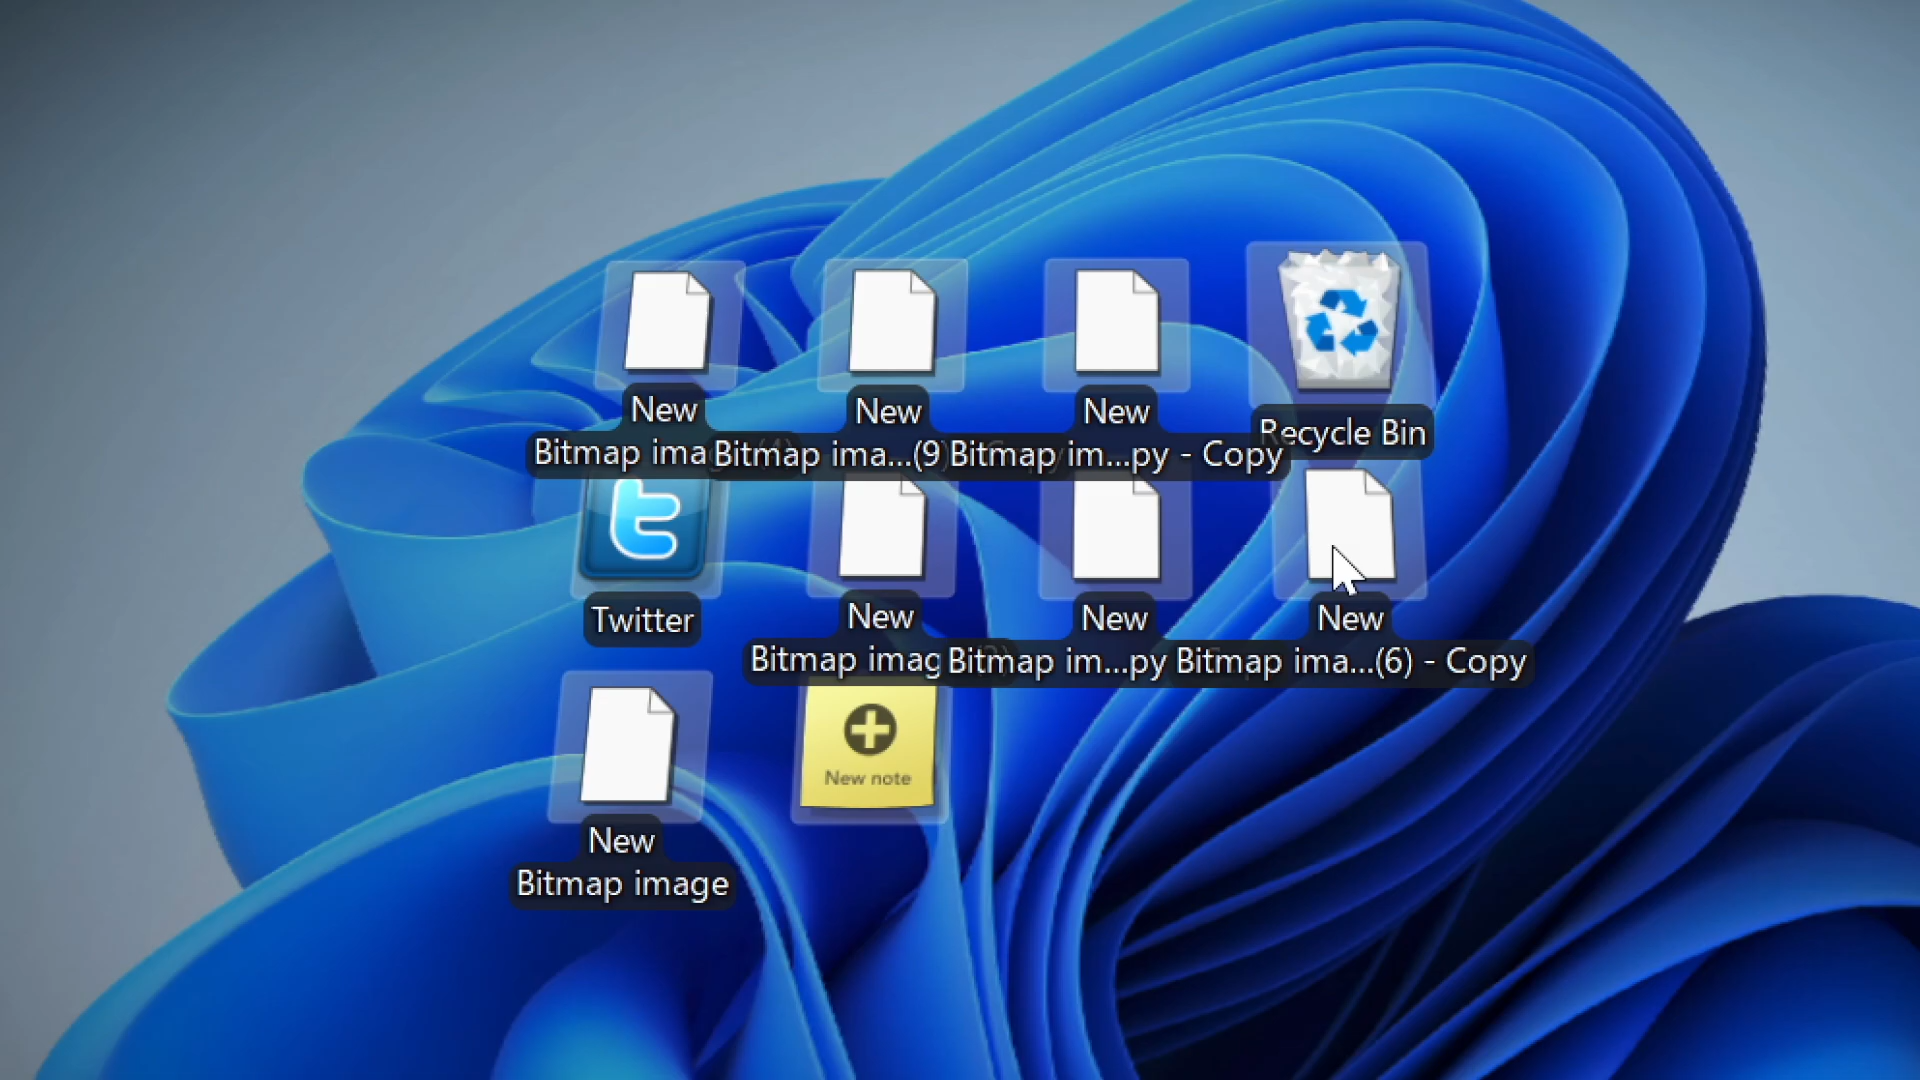 New
Bitmap imag
New
Bitmap ima...(9)
New
Bitmap im...py - Copy
Recycle Bin
Twitter
New
Bitmap imag
New
Bitmap im...py
New
Bitmap ima...(6) - Copy
New
Bitmap image
New note